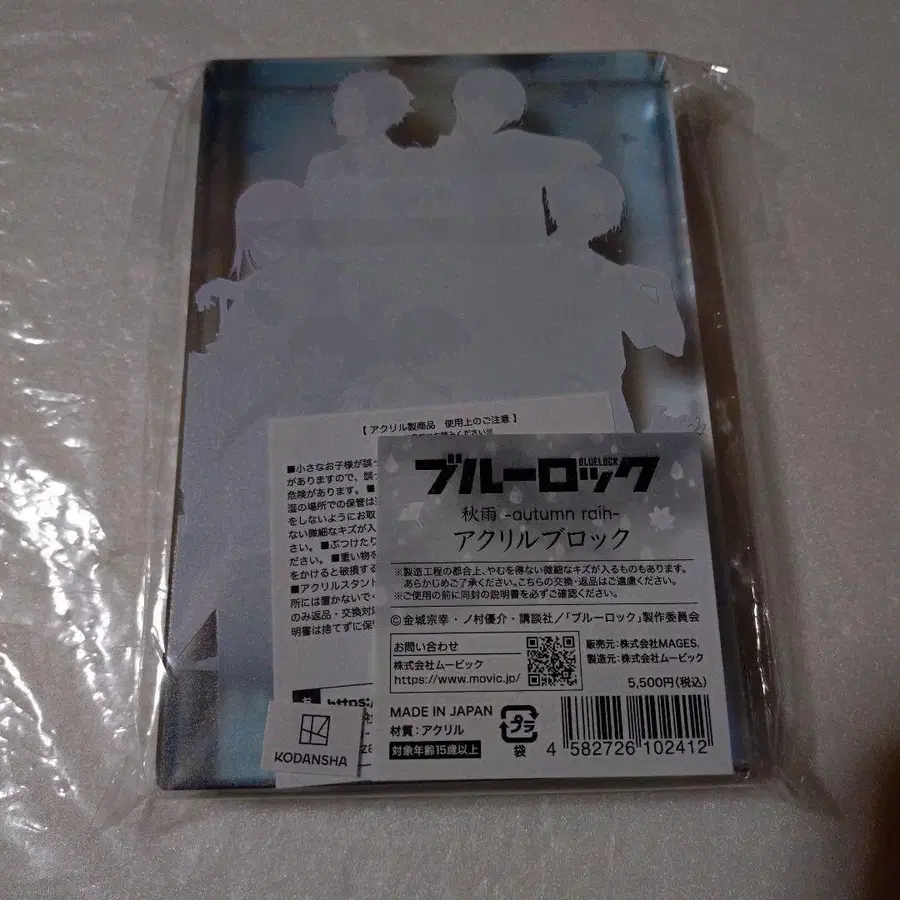 【アクリル製商品 使用上のご注意】
■小さなお子様が誤っ
がありますので、誤っ
危険があります。■
湿の場所での保管は
をしないようにお取
ない微細なキズが入
さい。■ぶつけたり
ださい。■重い物を
をかけると破損する
■アクリルスタンド
所には置かないでく
のみ返品・交換対応
明書は捨てずに保
https:/
KODANSHA
ブルーロック
BLUELOCK
秋雨 -autumn rain-
アクリルブロック
※製造工程の都合上、やむを得ない微細なキズが入るものもあります。
あらかじめご了承ください。こちらの交換・返品はご遠慮ください。
※ご使用の前に同封の説明書を必ずご確認ください。
©金城宗幸・ノ村優介・講談社/「ブルーロック」製作委員会
お問い合わせ
株式会社ムービック
https://www.movic.jp/
販売元:株式会社MAGES.
製造元:株式会社ムービック
5,500円(税込)
MADE IN JAPAN
材質:アクリル
対象年齢15歳以上
プラ
袋
4 582726 102412